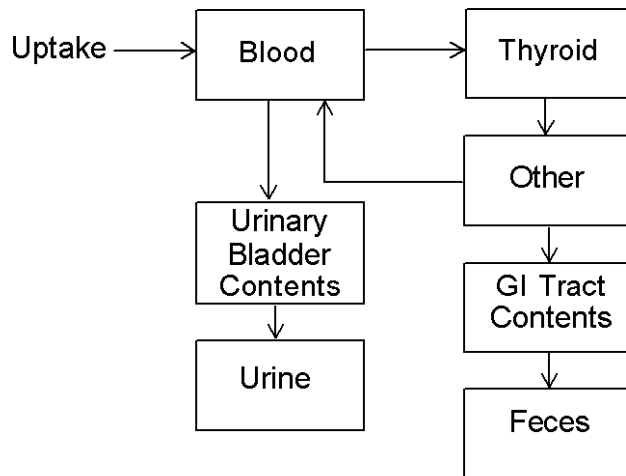 Uptake
Blood
Thyroid
Other
Urinary
Bladder
Contents
GI Tract
Contents
Urine
Feces